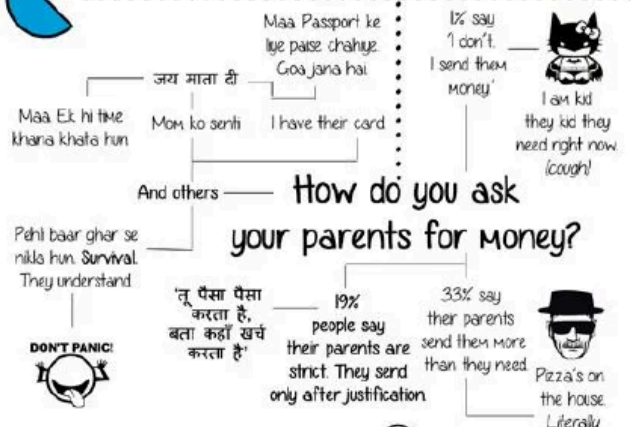 Maa Passport ke
liye paise chahiye.
Goa jana hai.
1% say
'I don't.
I send them
money.'
I am kid
they kid they
need right now.
(cough)
जय माता दी
Maa. Ek hi time
khana khata hun
Mom ko senti
I have their card
And others
How do you ask
your parents for money?
Pehli baar ghar se
nikla hun. Survival.
They understand
DON'T PANIC!
'तू पैसा पैसा
करता है,
बता कहाँ खर्च
करता है'
19%
people say
their parents are
strict. They send
only after justification.
33% say
their parents
send them more
than they need.
Pizza's on
the house.
Literally